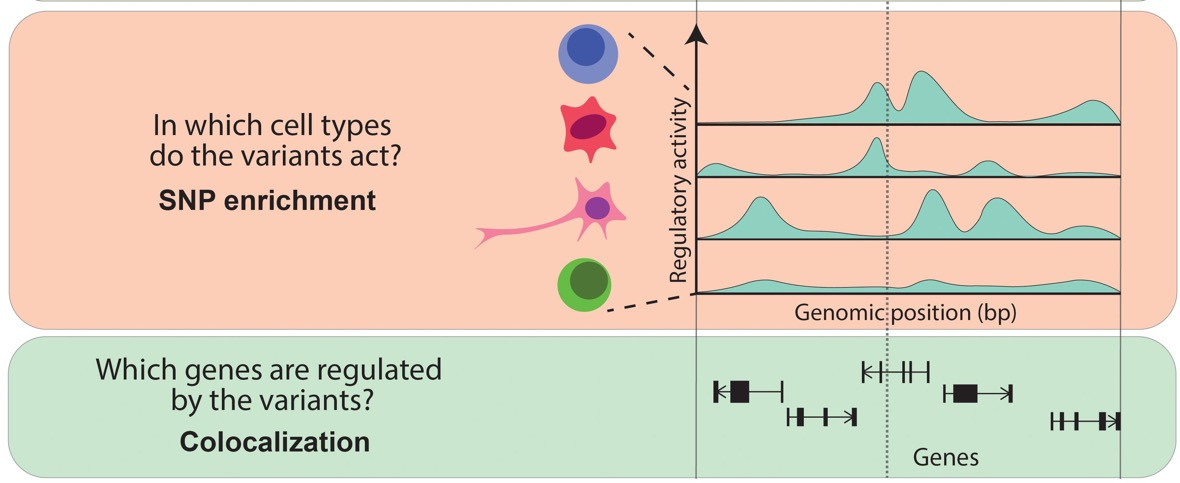 In which cell types
do the variants act?
SNP enrichment
Regulatory activity
Genomic position (bp)
Which genes are regulated
by the variants?
Colocalization
Genes